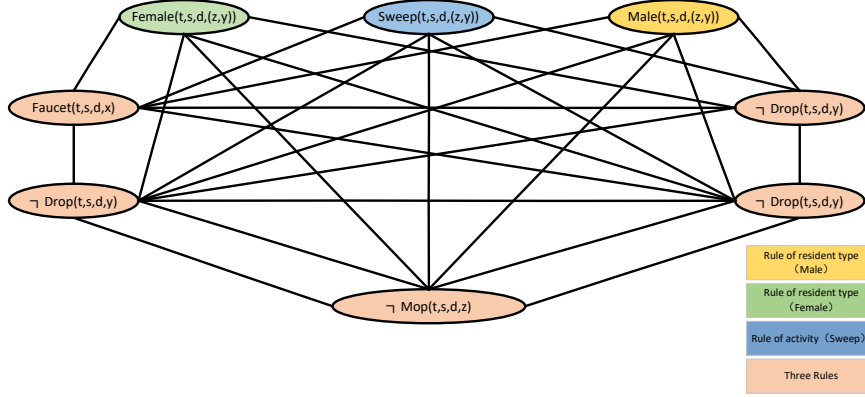 Female(t,s,d,(z,y))
Sweep(t,s,d,(z,y))
Male(t,s,d,(z,y))
Faucet(t,s,d,x)
¬ Drop(t,s,d,y)
¬ Drop(t,s,d,y)
¬ Drop(t,s,d,y)
¬ Mop(t,s,d,z)
Rule of resident type
（Male）
Rule of resident type
（Female）
Rule of activity（Sweep）
Three Rules